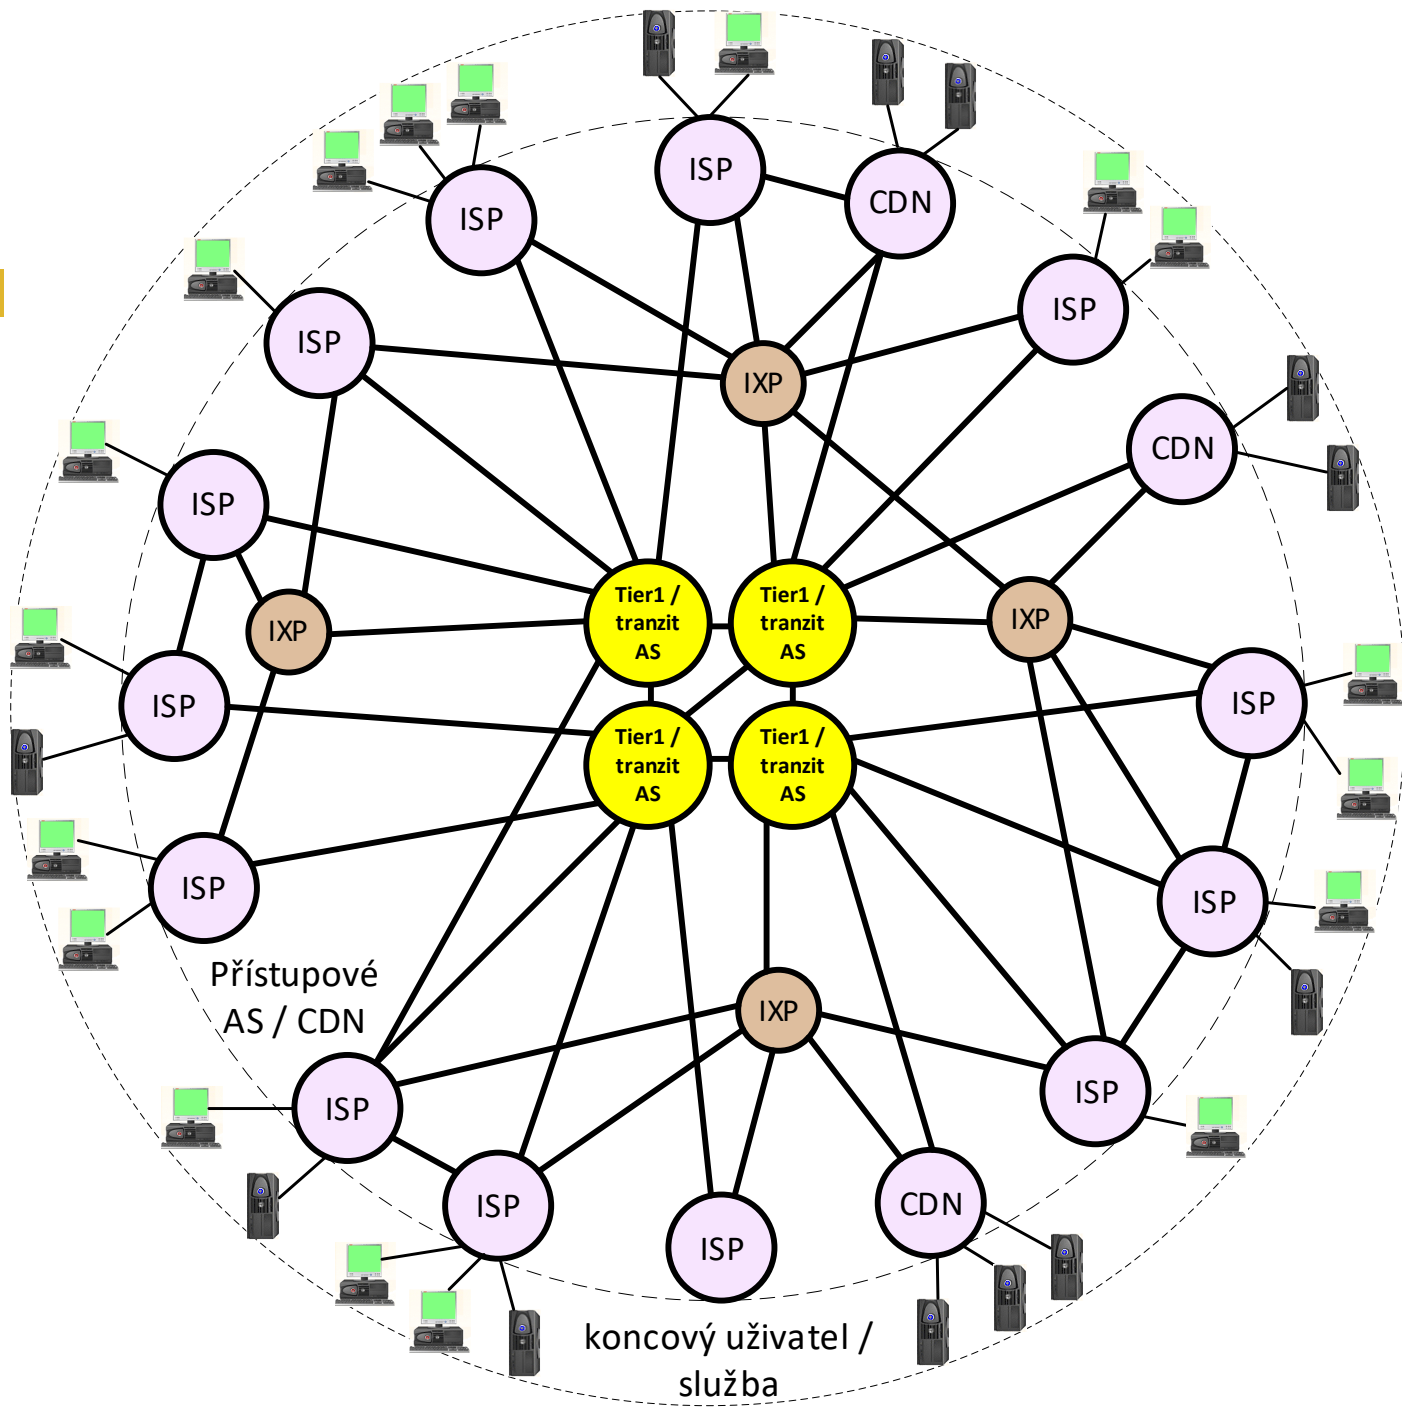 ISP
CDN
ISP
ISP
ISP
IXP
CDN
ISP
Tier1 /
tranzit
AS
Tier1 /
tranzit
AS
IXP
IXP
ISP
ISP
Tier1 /
tranzit
AS
Tier1 /
tranzit
AS
ISP
ISP
Přístupové
AS / CDN
IXP
ISP
ISP
ISP
CDN
ISP
koncový uživatel /
služba